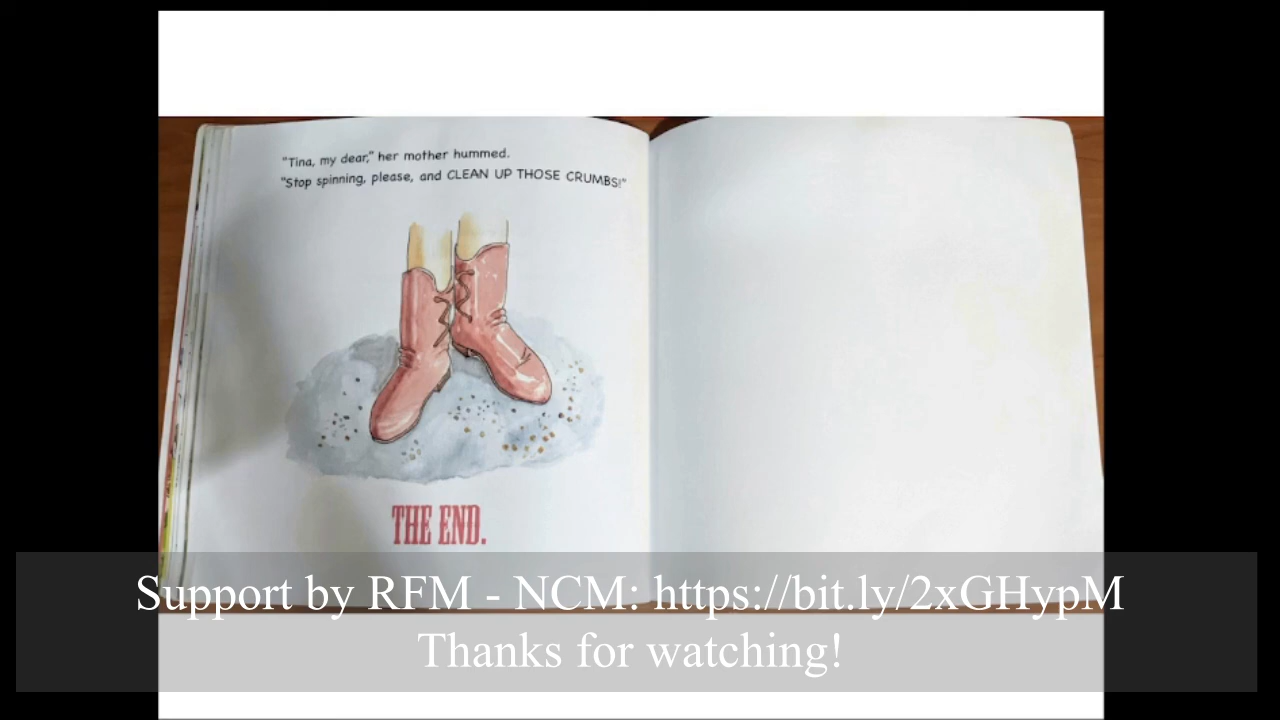 "Tina, my dear," her mother hummed.
"Stop spinning, please, and CLEAN UP THOSE CRUMBS!"
THE END.
Support by RFM - NCM: https://bit.ly/2xGHypM
Thanks for watching!